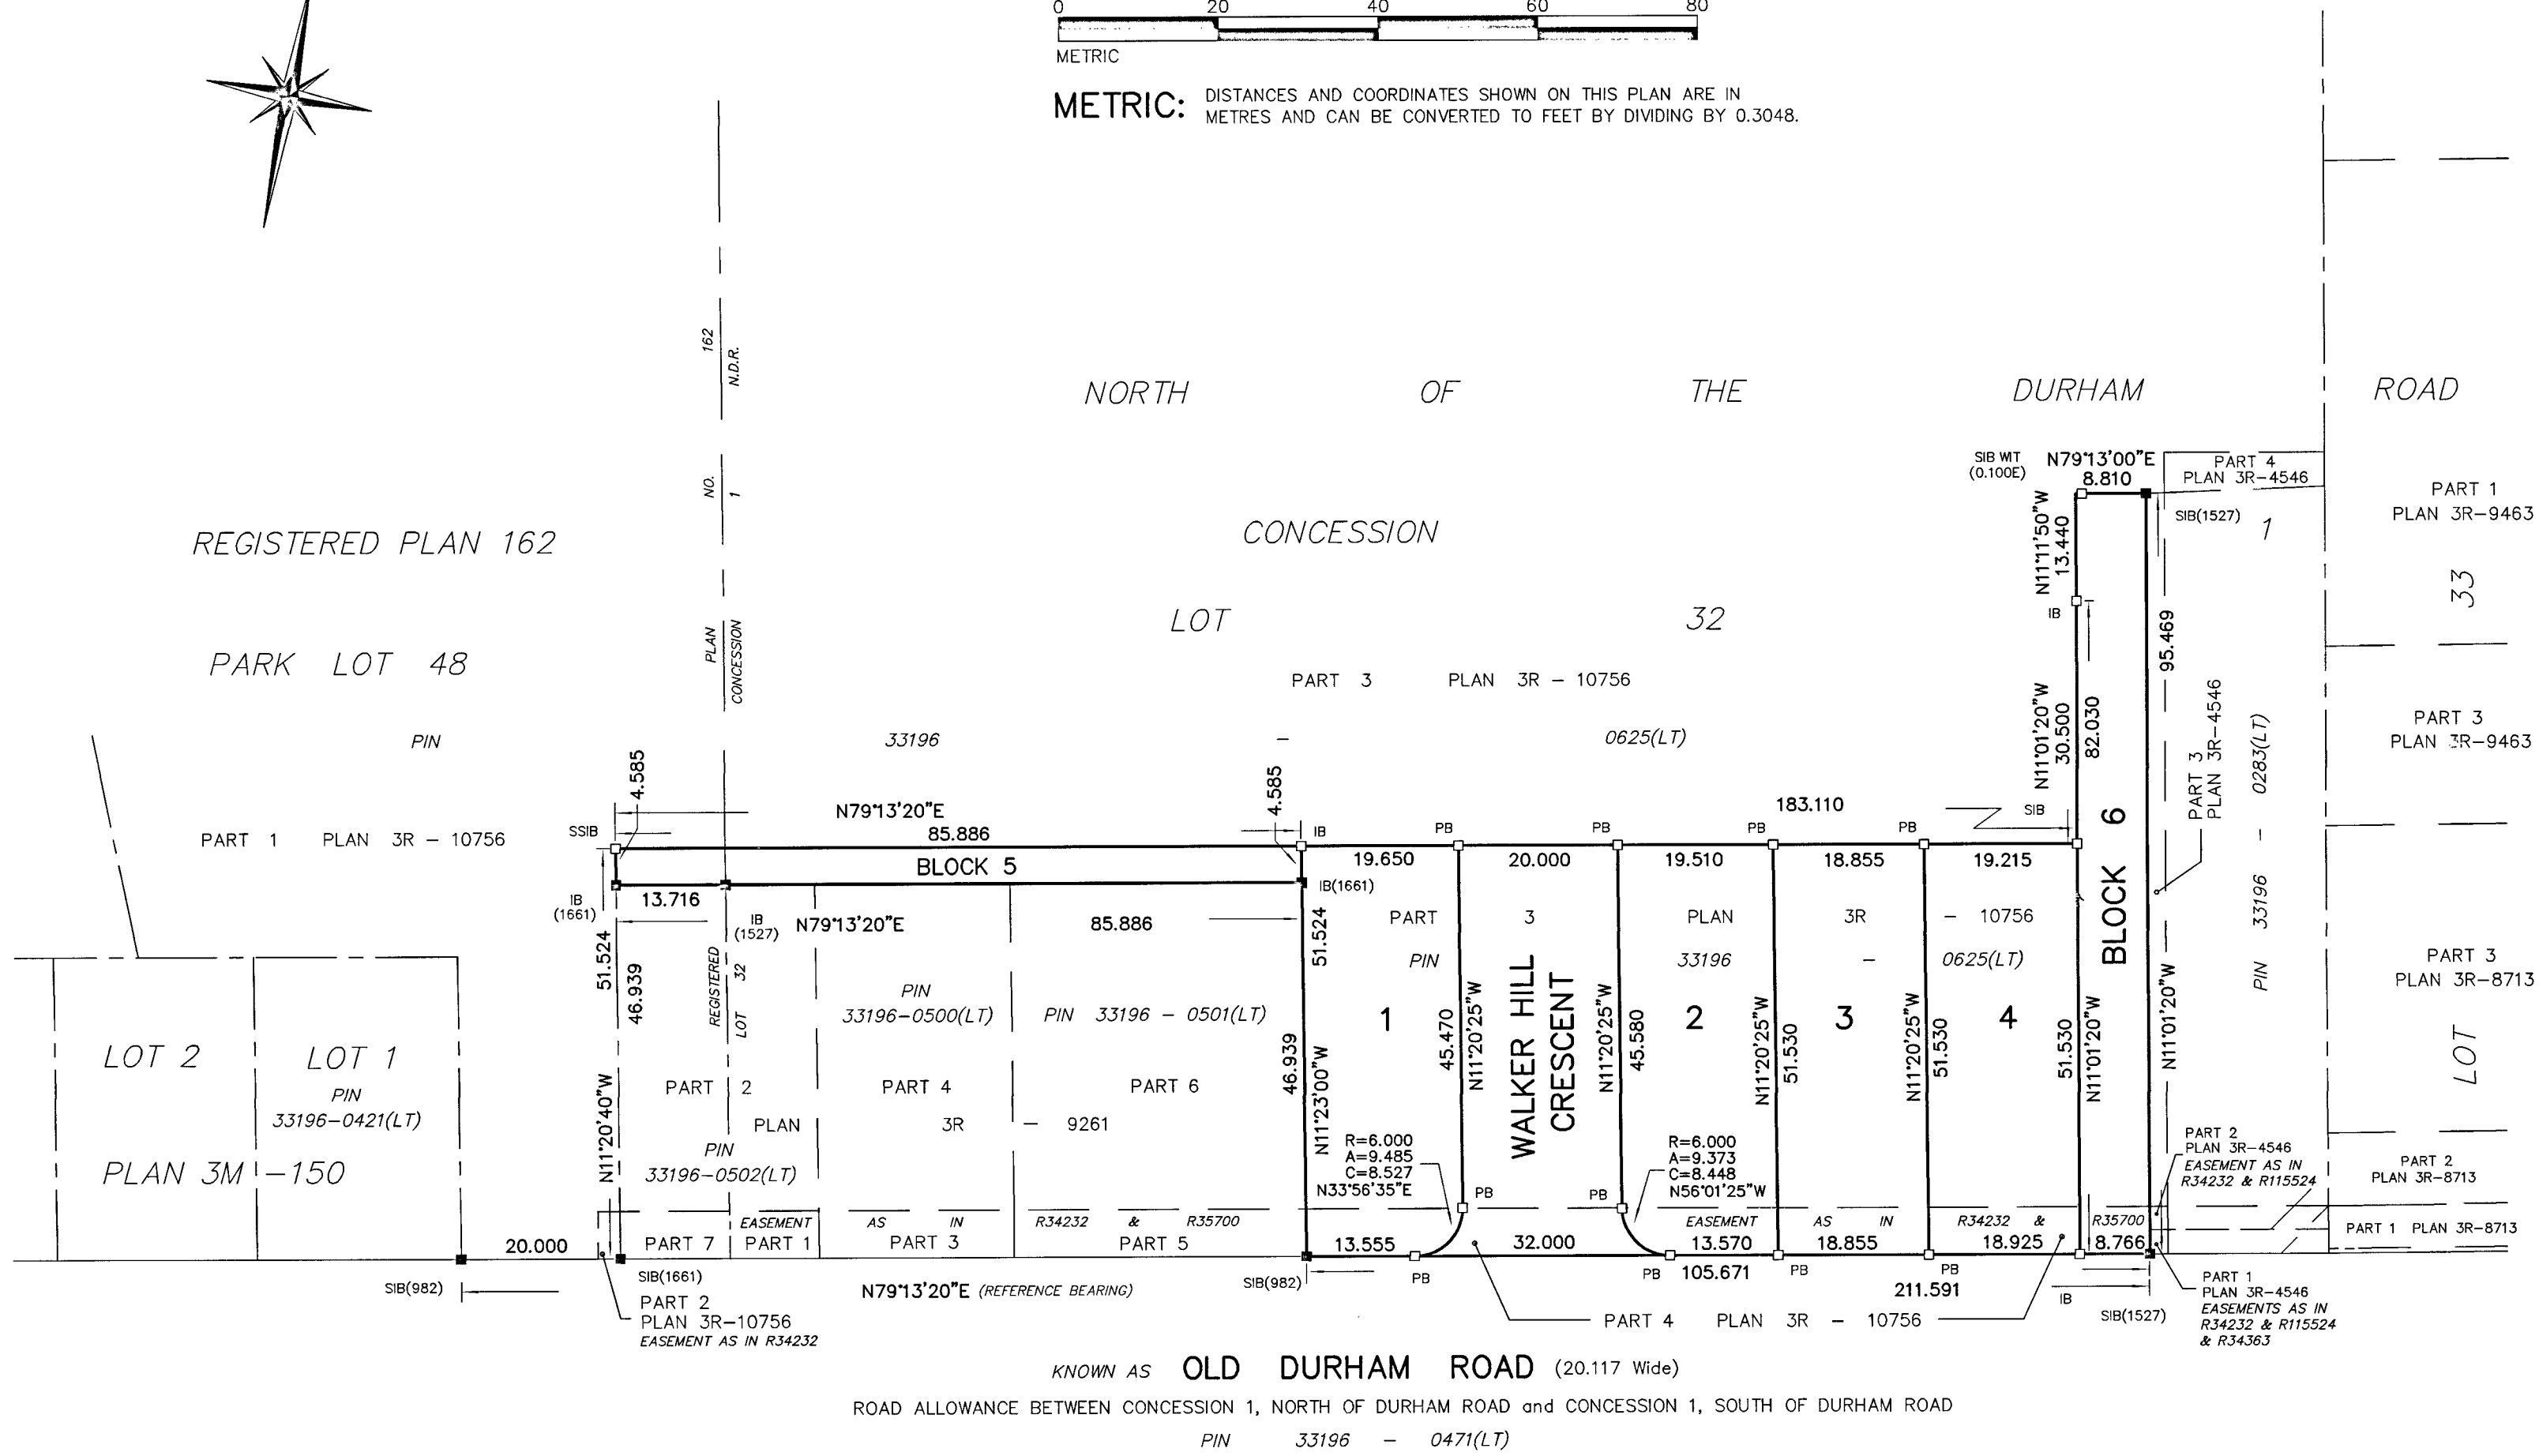 0 20 40 60 80
METRIC
METRIC: DISTANCES AND COORDINATES SHOWN ON THIS PLAN ARE IN
METRES AND CAN BE CONVERTED TO FEET BY DIVIDING BY 0.3048.
162
N.D.R.
NORTH OF THE DURHAM ROAD
NO.
1
SIB WIT
(0.100E)
N79°13'00"E
8.810
PART 4
PLAN 3R-4546
PART 1
PLAN 3R-9463
SIB(1527)
1
REGISTERED PLAN 162
CONCESSION
N11°11'50"W
13.440
IB
33
LOT 32
PLAN
CONCESSION
PARK LOT 48
95.469
PART 3 PLAN 3R - 10756
N11°01'20"W
30.500
82.030
PART 3
PLAN 3R-4546
PIN 33196 - 0283(LT)
PART 3
PLAN 3R-9463
PIN 33196 - 0625(LT)
4.585
4.585
N79°13'20"E
183.110
SIB
PART 1 PLAN 3R - 10756
SSIB
85.886
IB
PB
PB
PB
PB
BLOCK 5
19.650
20.000
19.510
18.855
19.215
BLOCK 6
IB
(1661)
13.716
IB
(1527)
N79°13'20"E
85.886
IB(1661)
51.524
46.939
51.524
PART 3 PLAN 3R - 10756
PIN 33196 - 0625(LT)
PART 3
PLAN 3R-8713
REGISTERED
LOT 32
PIN
33196-0500(LT)
PIN 33196 - 0501(LT)
1
45.470
N11°20'25"W
WALKER HILL
CRESCENT
N11°20'25"W
45.580
2
N11°20'25"W
51.530
3
N11°20'25"W
51.530
4
51.530
N11°01'20"W
N11°01'20"W
LOT
LOT 2
LOT 1
PIN
33196-0421(LT)
PLAN 3M-150
N11°20'40"W
PART 2
PART 4
PART 6
PLAN 3R - 9261
PIN
33196-0502(LT)
46.939
N11°23'00"W
R=6.000
A=9.485
C=8.527
N33°56'35"E
R=6.000
A=9.373
C=8.448
N56°01'25"W
PB
PB
PART 2
PLAN 3R-4546
EASEMENT AS IN
R34232 & R115524
PART 2
PLAN 3R-8713
EASEMENT AS IN R34232 & R35700
EASEMENT AS IN R34232 & R35700
PART 1 PLAN 3R-8713
20.000
PART 7
PART 1
PART 3
PART 5
13.555
32.000
13.570
18.855
18.925
8.766
SIB(982)
SIB(1661)
N79°13'20"E (REFERENCE BEARING)
SIB(982)
PB
PB
105.671
PB
PB
211.591
IB
SIB(1527)
PART 1
PLAN 3R-4546
EASEMENTS AS IN
R34232 & R115524
& R34363
PART 2
PLAN 3R-10756
EASEMENT AS IN R34232
PART 4 PLAN 3R - 10756
KNOWN AS OLD DURHAM ROAD (20.117 Wide)
ROAD ALLOWANCE BETWEEN CONCESSION 1, NORTH OF DURHAM ROAD and CONCESSION 1, SOUTH OF DURHAM ROAD
PIN 33196 - 0471(LT)